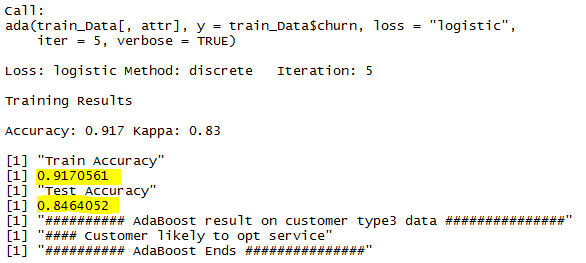 Call:
ada(train_Data[, attr], y = train_Data$churn, loss = "logistic",
    iter = 5, verbose = TRUE)
Loss: logistic Method: discrete   Iteration: 5
Training Results
Accuracy: 0.917 Kappa: 0.83
[1] "Train Accuracy"
[1] 0.9170561
[1] "Test Accuracy"
[1] 0.8464052
[1] "########## AdaBoost result on customer type3 data ###############"
[1] "#### Customer likely to opt service"
[1] "########## AdaBoost Ends ###############"